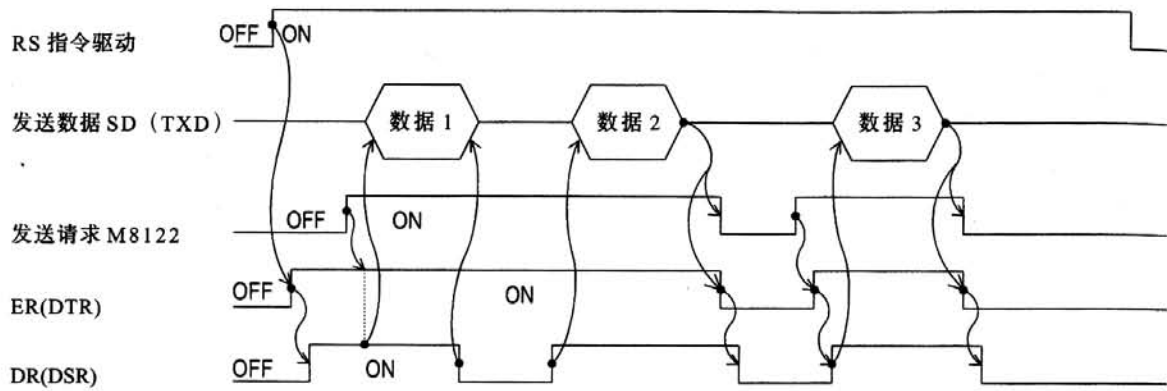 RS 指令驱动 OFF ON
发送数据 SD（TXD） 数据 1 数据 2 数据 3
发送请求 M8122 OFF ON
ER(DTR) OFF ON
DR(DSR) OFF ON